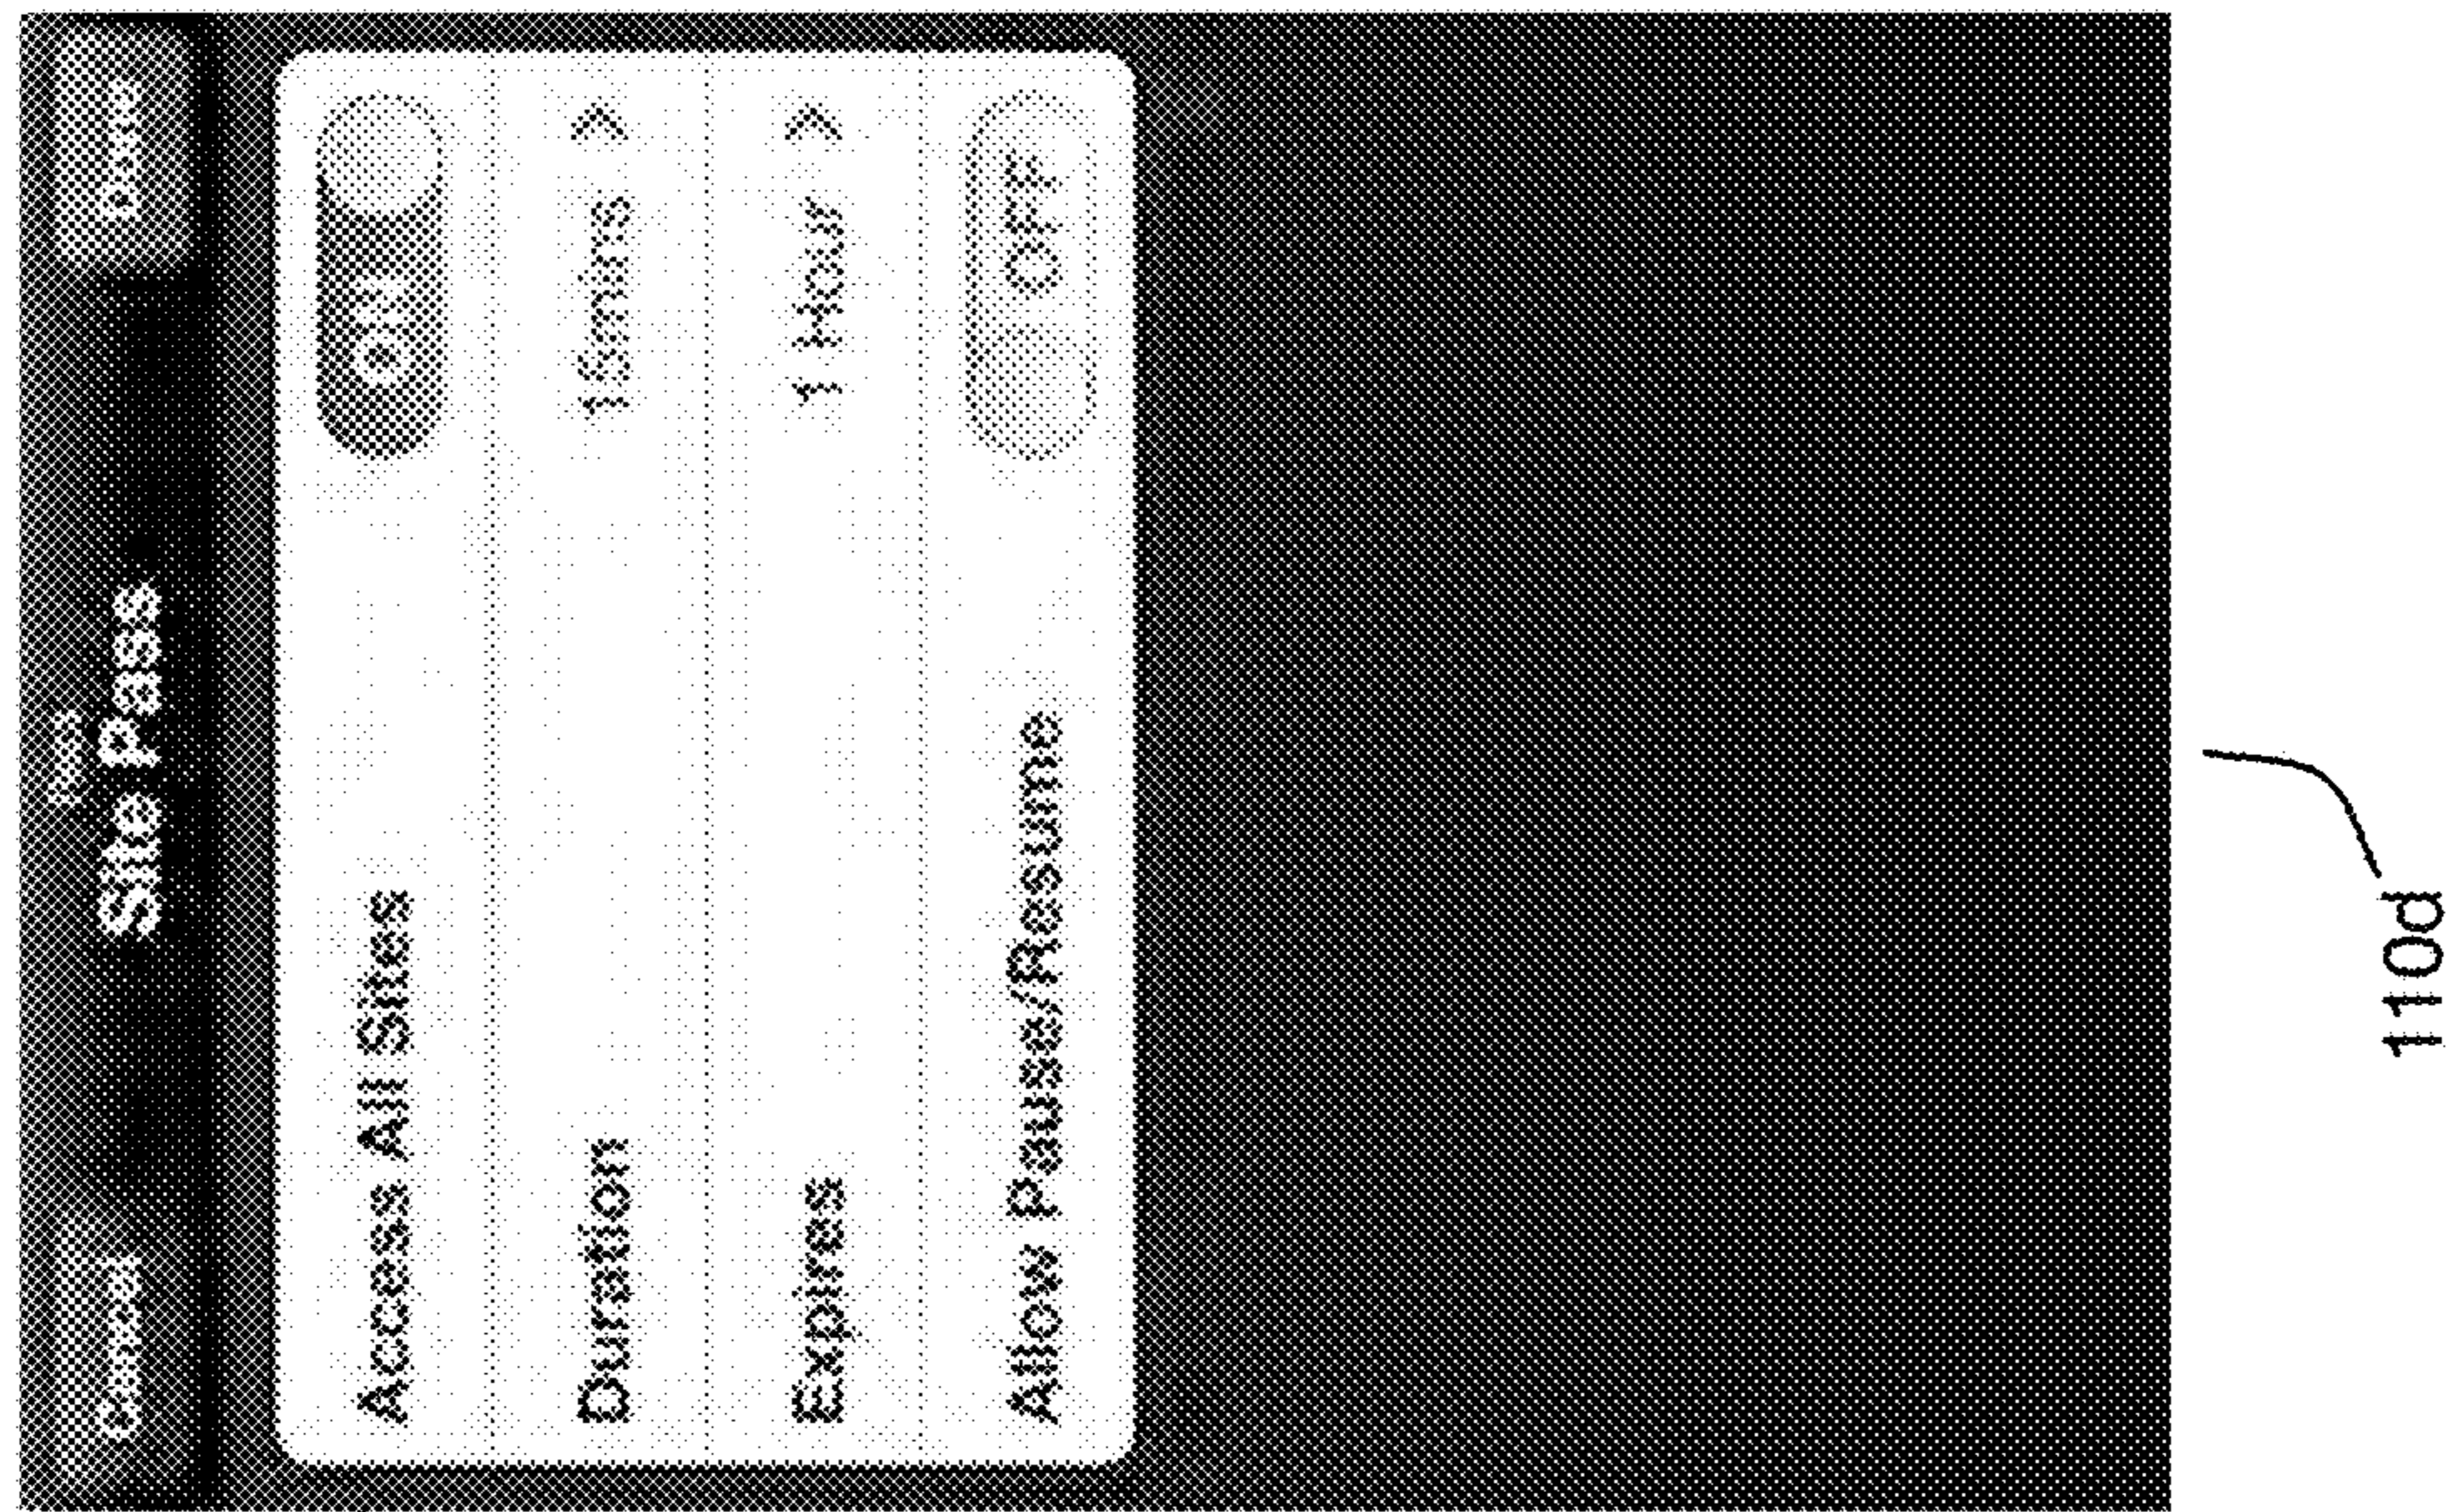 Site Pass
Access All Sites ON
Duration 15mins >
Expires 1 Hour >
Allow Pause/Resume OFF
110d